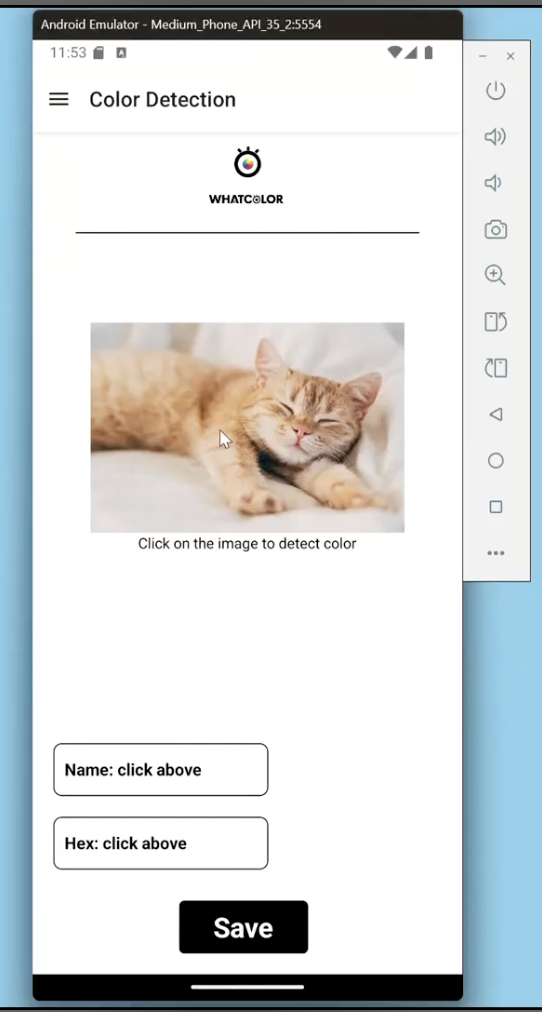 Android Emulator - Medium_Phone_API_35_2:5554
11:53
Color Detection
WHATCOLOR
Click on the image to detect color
Name: click above
Hex: click above
Save